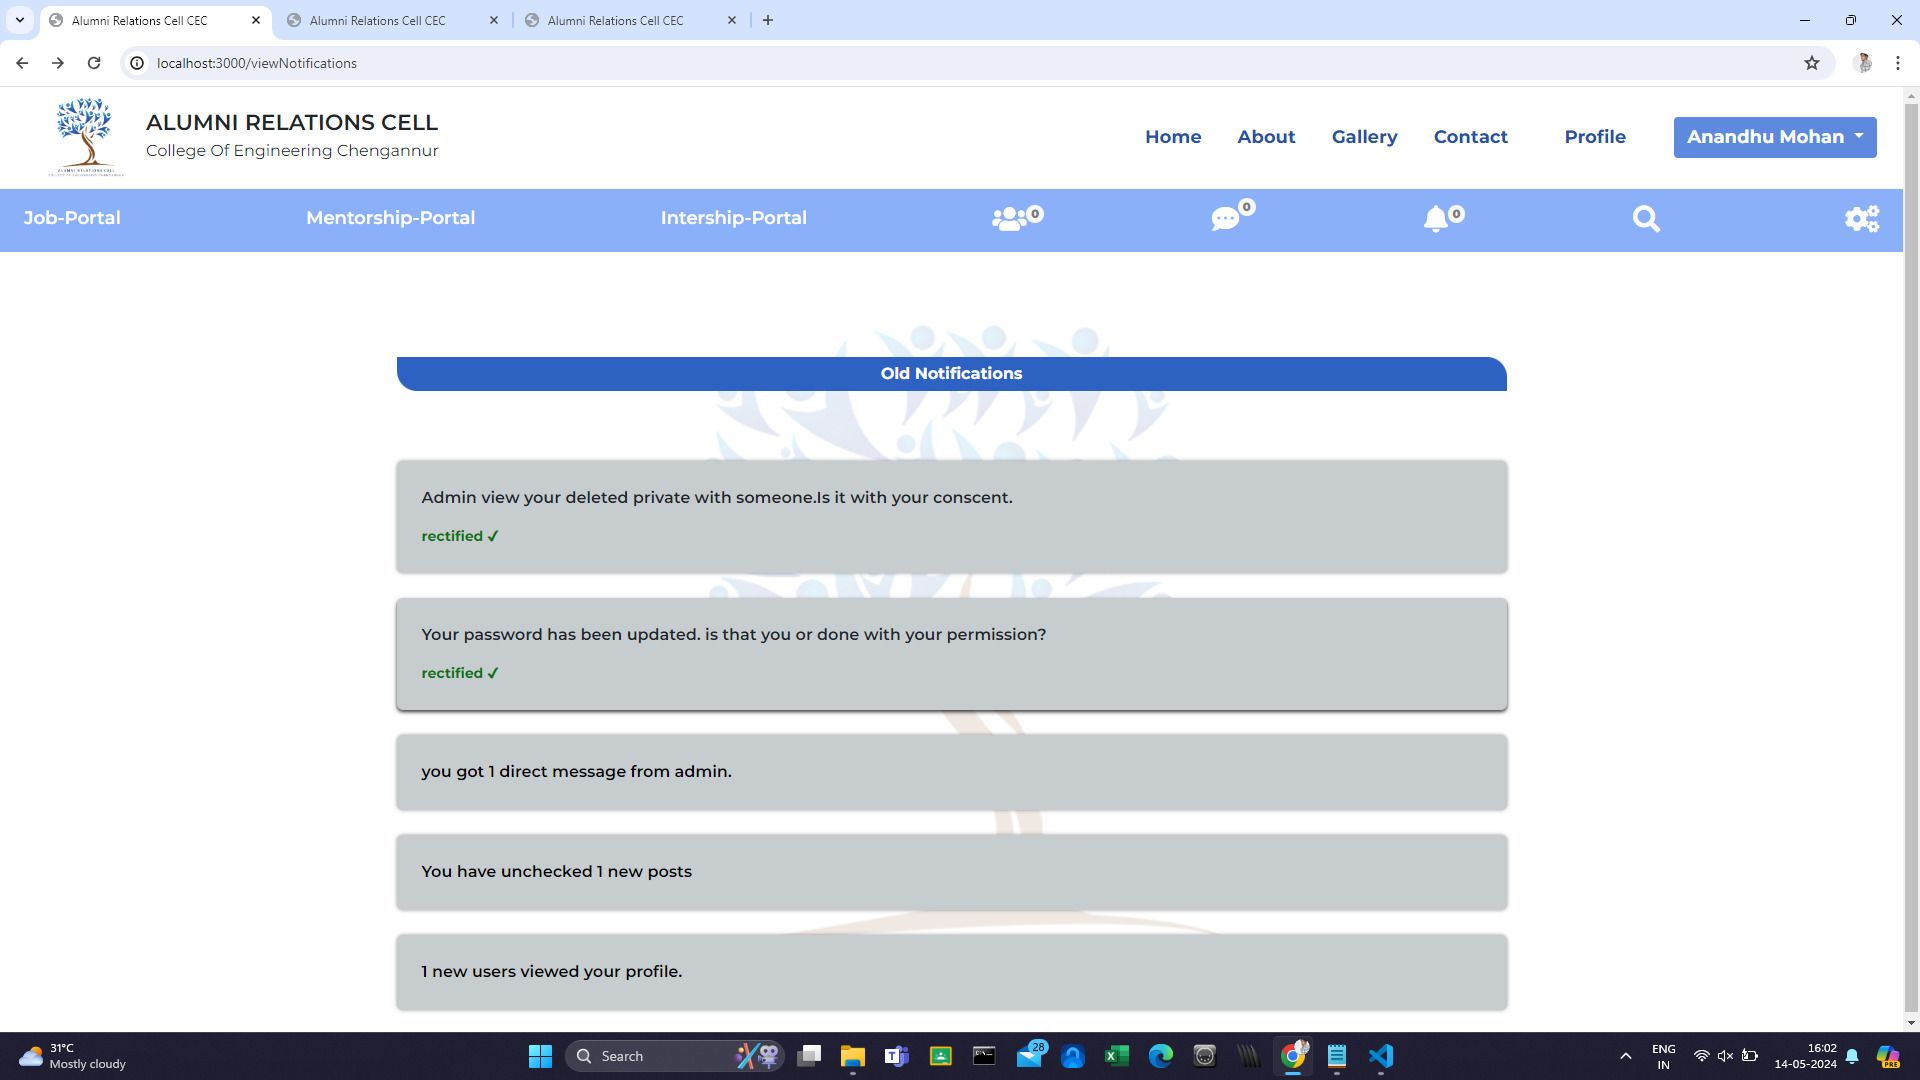 Alumni Relations Cell CEC
Alumni Relations Cell CEC
Alumni Relations Cell CEC
localhost:3000/viewNotifications
ALUMNI RELATIONS CELL
College Of Engineering Chengannur
Home
About
Gallery
Contact
Profile
Anandhu Mohan
Job-Portal
Mentorship-Portal
Intership-Portal
0
0
0
Old Notifications
Admin view your deleted private with someone.Is it with your conscent.
rectified ✓
Your password has been updated. is that you or done with your permission?
rectified ✓
you got 1 direct message from admin.
You have unchecked 1 new posts
1 new users viewed your profile.
31°C
Mostly cloudy
Search
28
ENG
IN
16:02
14-05-2024
PRE